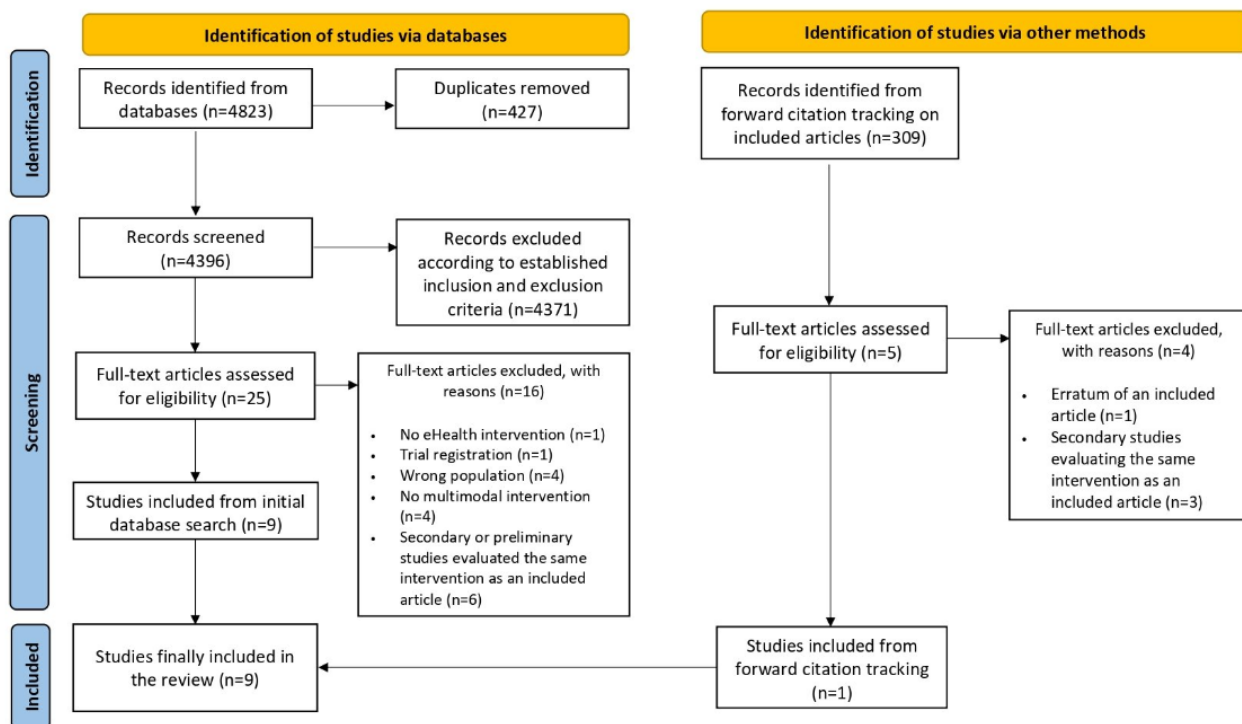 Identification of studies via databases
Identification of studies via other methods
Identification
Records identified from
databases (n=4823)
Duplicates removed
(n=427)
Records identified from
forward citation tracking on
included articles (n=309)
Screening
Records screened
(n=4396)
Records excluded
according to established
inclusion and exclusion
criteria (n=4371)
Full-text articles assessed
for eligibility (n=25)
Full-text articles excluded, with
reasons (n=16)
• No eHealth intervention (n=1)
• Trial registration (n=1)
• Wrong population (n=4)
• No multimodal intervention
(n=4)
• Secondary or preliminary
studies evaluated the same
intervention as an included
article (n=6)
Full-text articles assessed
for eligibility (n=5)
Full-text articles excluded,
with reasons (n=4)
• Erratum of an included
article (n=1)
• Secondary studies
evaluating the same
intervention as an
included article (n=3)
Studies included from initial
database search (n=9)
Included
Studies finally included in
the review (n=9)
Studies included from
forward citation tracking
(n=1)